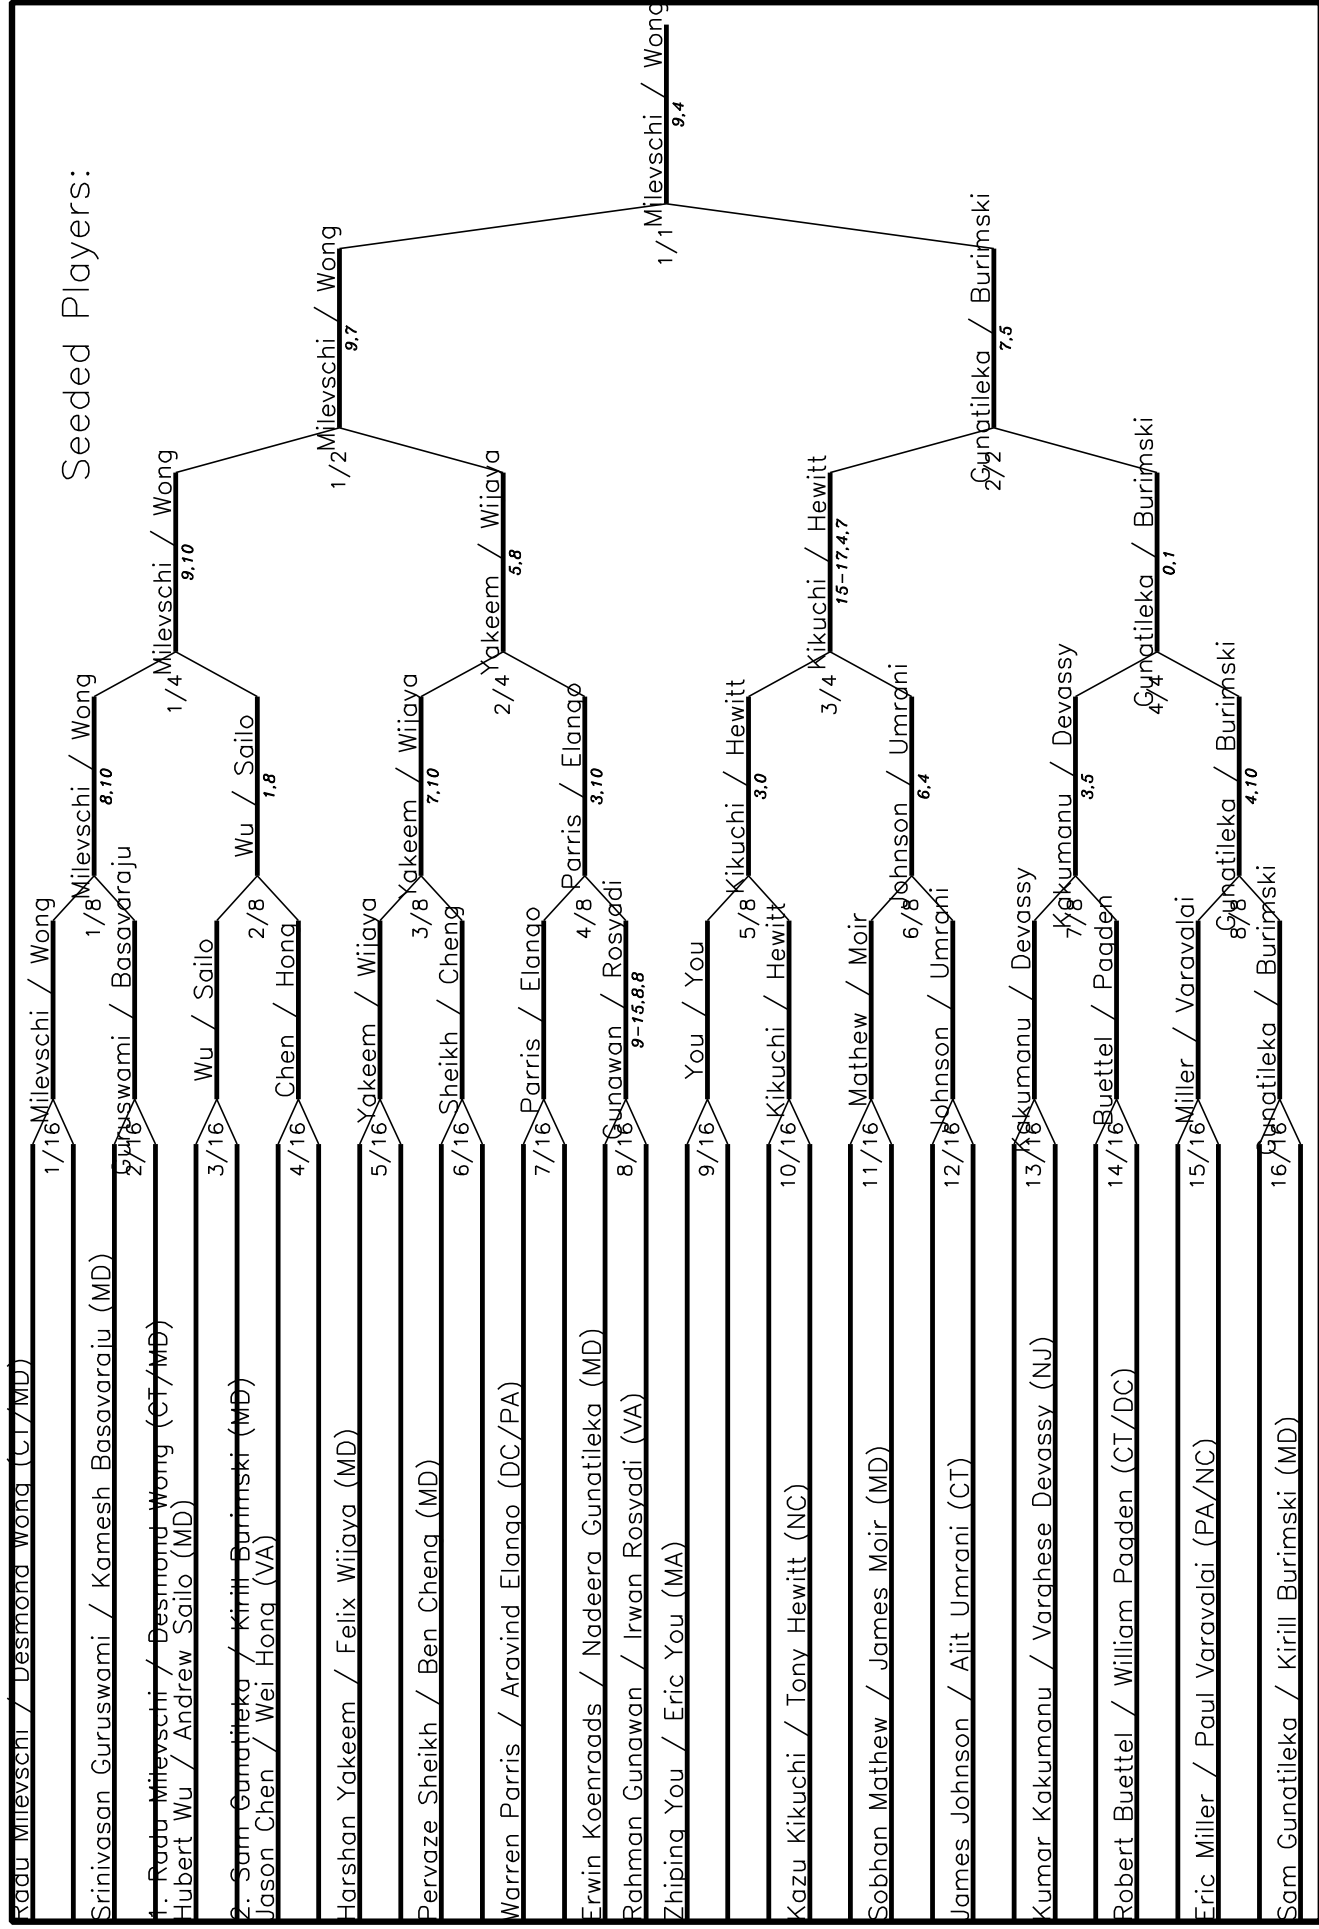 Seeded Players:
1. Radu Milevschi / Desmond Wong (CT/MD)
2. Sam Gunatileka / Kirill Burimski (MD)
Radu Milevschi / Desmond Wong (CT/MD)
Srinivasan Guruswami / Kamesh Basavaraju (MD)
Hubert Wu / Andrew Sailo (MD)
Jason Chen / Wei Hong (VA)
Harshan Yakeem / Felix Wijaya (MD)
Pervaze Sheikh / Ben Cheng (MD)
Warren Parris / Aravind Elango (DC/PA)
Erwin Koenraads / Nadeera Gunatileka (MD)
Rahman Gunawan / Irwan Rosyadi (VA)
Zhiping You / Eric You (MA)
Kazu Kikuchi / Tony Hewitt (NC)
Sobhan Mathew / James Moir (MD)
James Johnson / Ajit Umrani (CT)
Kumar Kakumanu / Varghese Devassy (NJ)
Robert Buettel / William Pagden (CT/DC)
Eric Miller / Paul Varavalai (PA/NC)
Sam Gunatileka / Kirill Burimski (MD)
1/16
Milevschi / Wong
2/16
Guruswami / Basavaraju
3/16
Wu / Sailo
4/16
Chen / Hong
5/16
Yakeem / Wijaya
6/16
Sheikh / Cheng
7/16
Parris / Elango
8/16
Gunawan / Rosyadi
9-15,8,8
9/16
You / You
10/16
Kikuchi / Hewitt
11/16
Mathew / Moir
12/16
Johnson / Umrani
13/16
Kakumanu / Devassy
14/16
Buettel / Pagden
15/16
Miller / Varavalai
16/16
Gunatileka / Burimski
1/8
Milevschi / Wong
8,10
2/8
Wu / Sailo
1,8
3/8
Yakeem / Wijaya
7,10
4/8
Parris / Elango
3,10
5/8
Kikuchi / Hewitt
3,0
6/8
Johnson / Umrani
6,4
7/8
Kakumanu / Devassy
3,5
8/8
Gunatileka / Burimski
4,10
1/4
Milevschi / Wong
9,10
2/4
Yakeem / Wijaya
5,8
3/4
Kikuchi / Hewitt
15-17,4,7
4/4
Gunatileka / Burimski
0,1
1/2
Milevschi / Wong
9,7
2/2
Gunatileka / Burimski
7,5
1/1
Milevschi / Wong
9,4